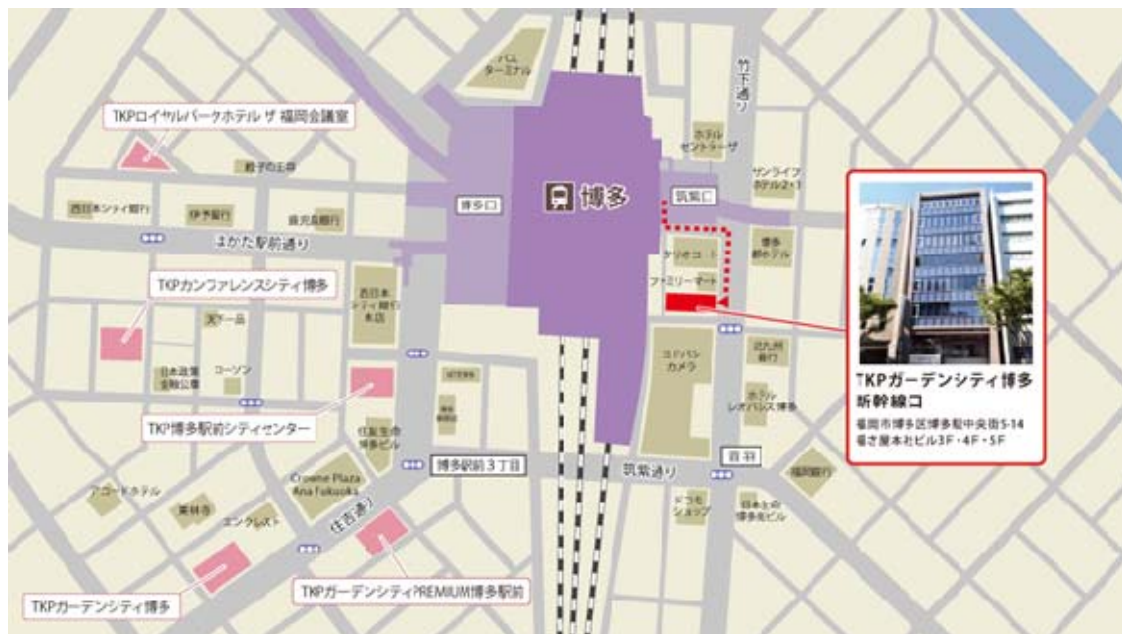 バスターミナル
竹下通り
TKPロイヤルパークホテル ザ 福岡会議室
ホテル
セントラーザ
餃子の王将
サンライフ
ホテル2・3
西日本シティ銀行
伊予銀行
鹿児島銀行
博多口
博多
筑紫口
はかた駅前通り
博多
都ホテル
TKPカンファレンスシティ博多
ファミリーマート
西日本
シティ銀行
本店
天下一品
ヨドバシ
カメラ
北九州
銀行
日本政策
金融公庫
ローソン
ホテル
レオパレス博多
TKPガーデンシティ博多
新幹線口
福岡市博多区博多駅中央街5-14
福さ屋本社ビル3F・4F・5F
TKP博多駅前シティセンター
住友生命
博多ビル
博多駅前3丁目
筑紫通り
音羽
福岡銀行
Crowne Plaza
Ana fukuoka
アコードホテル
東林寺
エンクレスト
住吉通り
ドコモ
ショップ
日本生命
博多南ビル
TKPガーデンシティPREMIUM博多駅前
TKPガーデンシティ博多